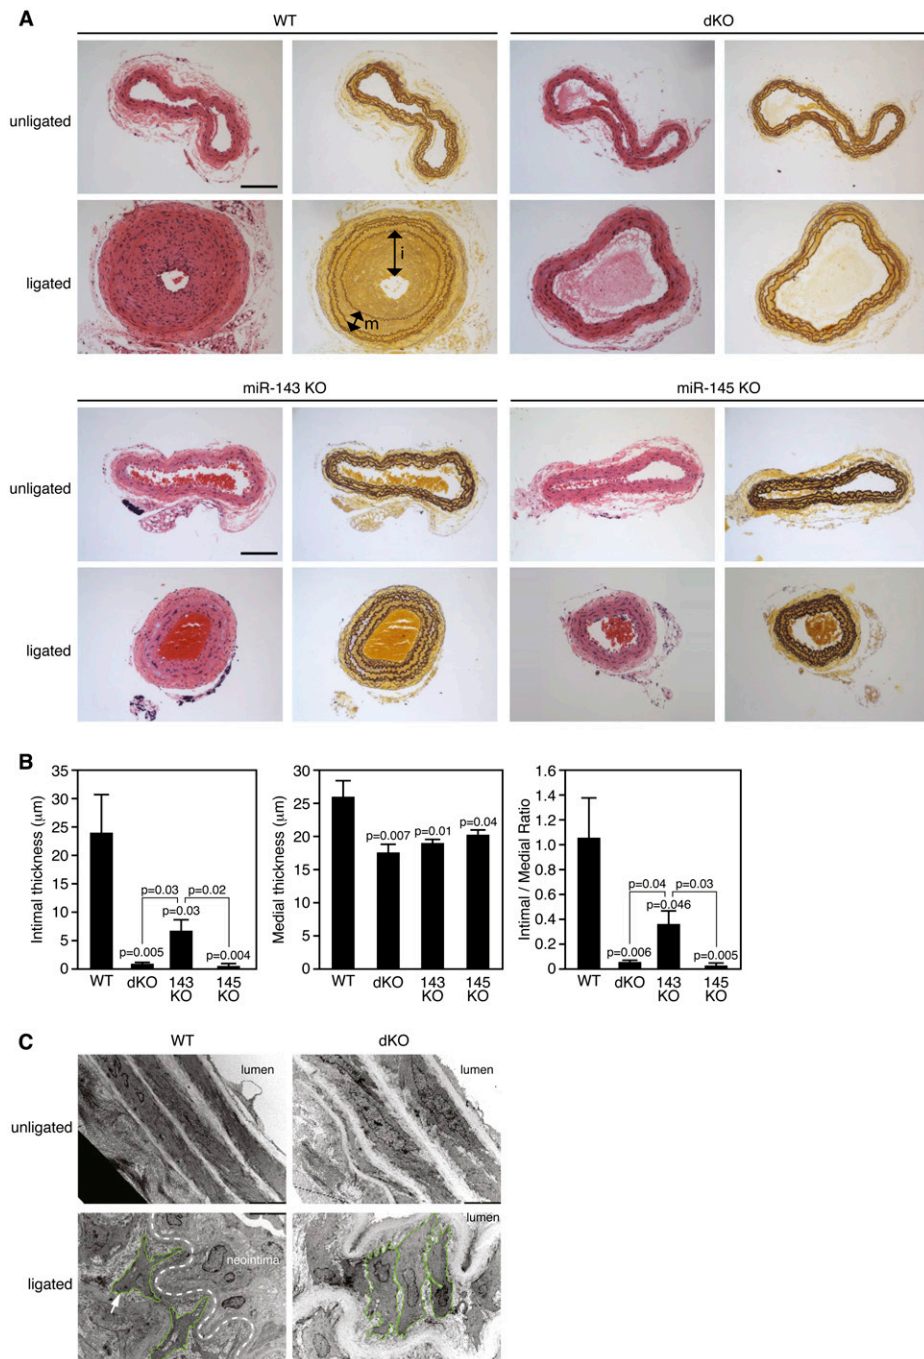 A
WT
dKO
unligated
ligated
i
m
miR-143 KO
miR-145 KO
unligated
ligated
B
Intimal thickness (µm)
35
30
25
20
15
10
5
0
p=0.03
p=0.02
p=0.03
p=0.005
p=0.004
WT
dKO
143 KO
145 KO
Medial thickness (µm)
30
25
20
15
10
5
0
p=0.007
p=0.01
p=0.04
WT
dKO
143 KO
145 KO
Intimal / Medial Ratio
1.6
1.4
1.2
1.0
0.8
0.6
0.4
0.2
0
p=0.04
p=0.03
p=0.046
p=0.006
p=0.005
WT
dKO
143 KO
145 KO
C
WT
dKO
unligated
lumen
lumen
ligated
neointima
lumen